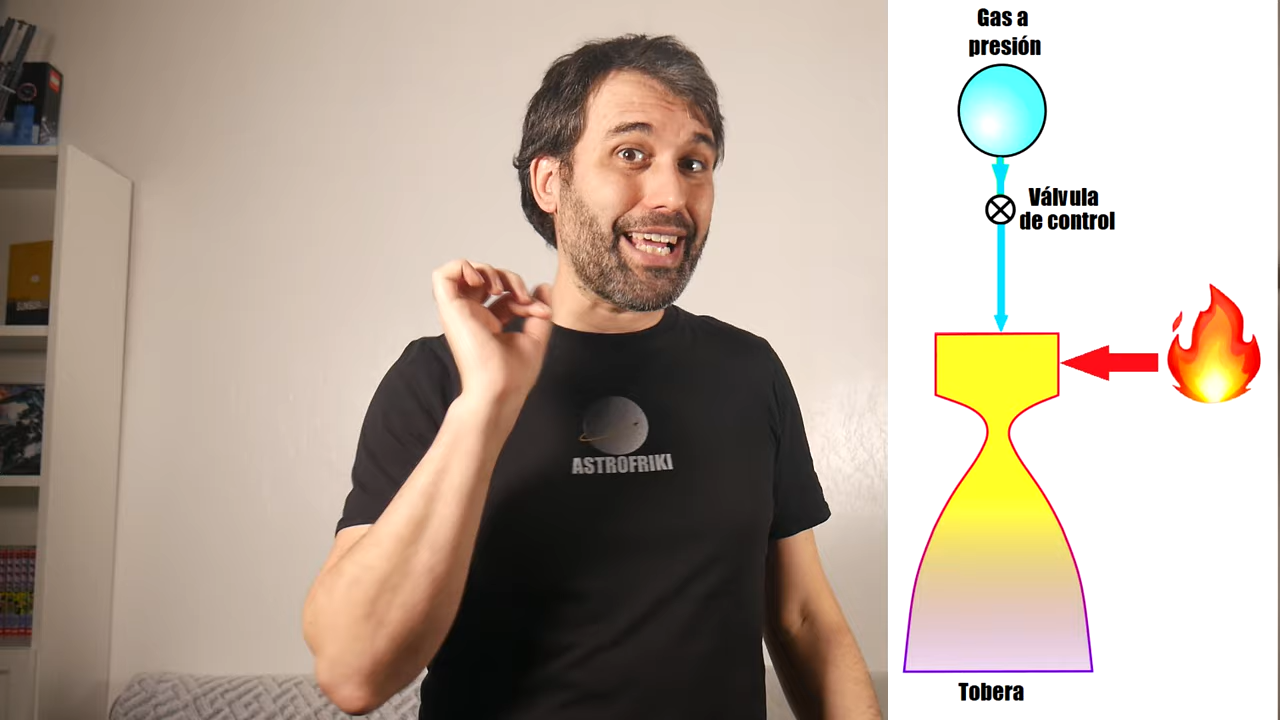 Gas a
presión
Válvula
de control
ASTROFRIKI
Tobera